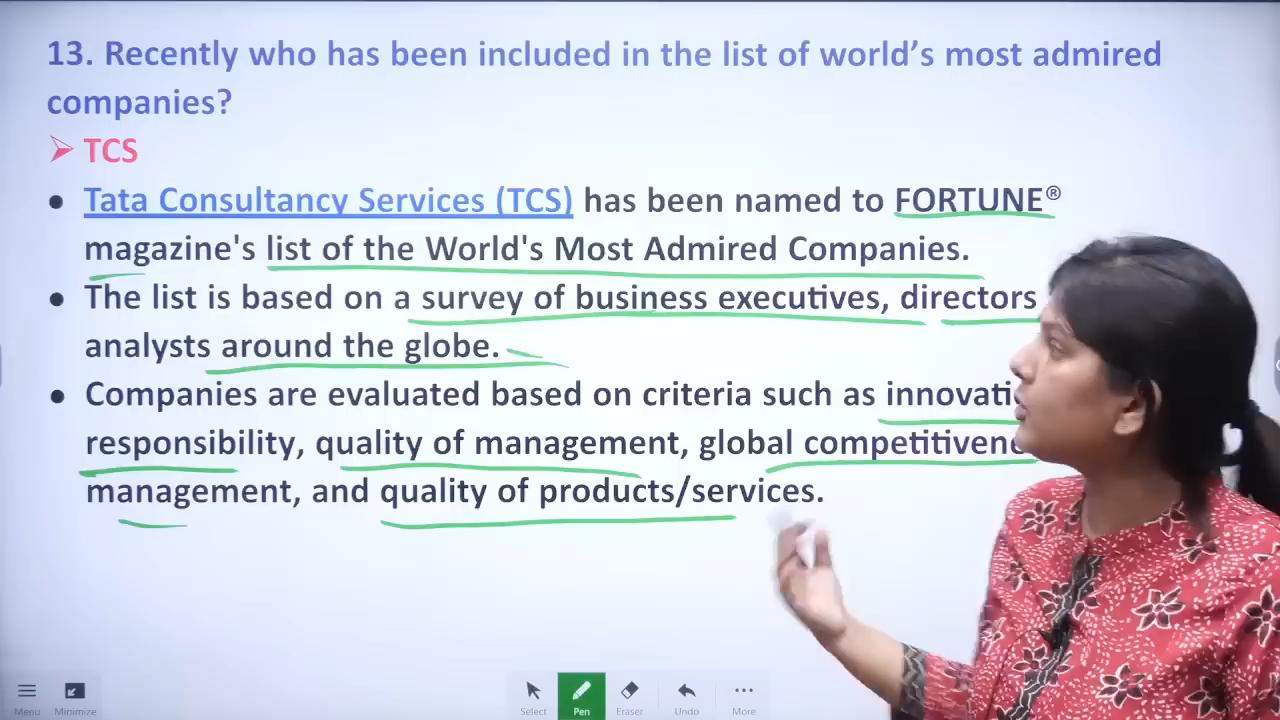 13. Recently who has been included in the list of world’s most admired
companies?
➢ TCS
• Tata Consultancy Services (TCS) has been named to FORTUNE®
magazine's list of the World's Most Admired Companies.
• The list is based on a survey of business executives, directors
analysts around the globe.
• Companies are evaluated based on criteria such as
responsibility, quality of management, global
management, and quality of products/services.
Menu
Minimize
Select
Pen
Eraser
Undo
More